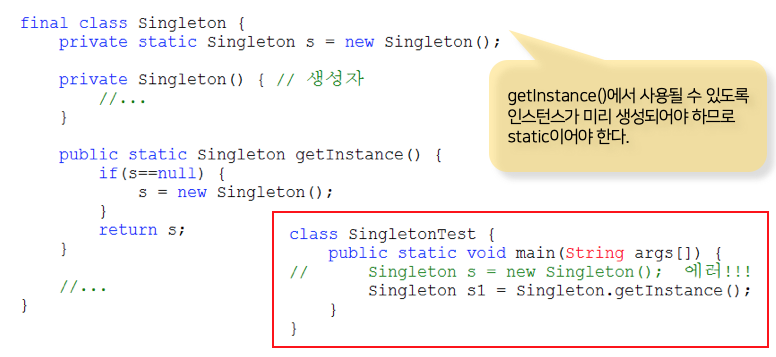 final class Singleton {
    private static Singleton s = new Singleton();
    private Singleton() { // 생성자
        //...
    }
    public static Singleton getInstance() {
        if(s==null) {
            s = new Singleton();
        }
        return s;
    }
    //...
}
getInstance()에서 사용될 수 있도록
인스턴스가 미리 생성되어야 하므로
static이어야 한다.
class SingletonTest {
    public static void main(String args[]) {
//      Singleton s = new Singleton();  에러!!!
        Singleton s1 = Singleton.getInstance();
    }
}